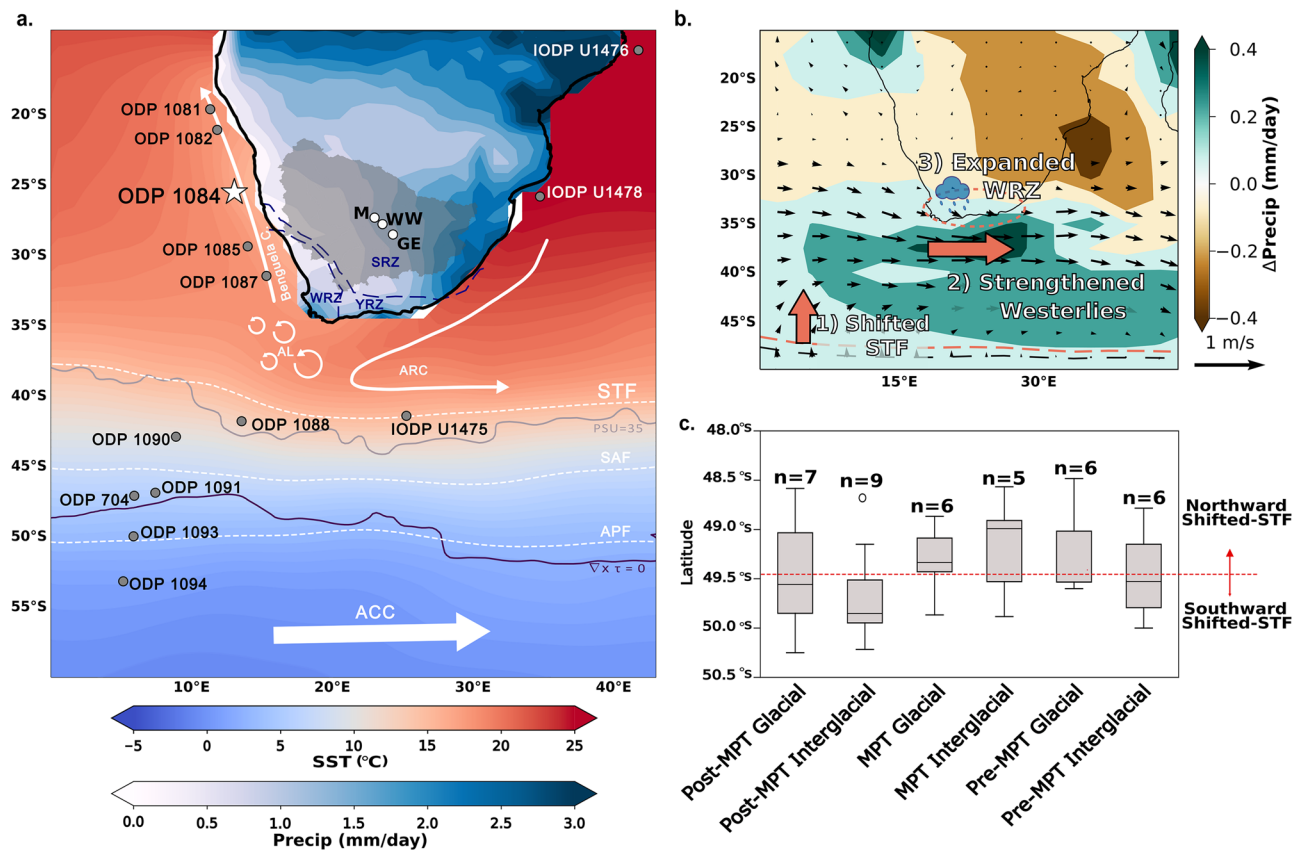 a.
IODP U1476
20°S
ODP 1081
ODP 1082
25°S
ODP 1084
IODP U1478
M
WW
GE
30°S
ODP 1085
SRZ
Benguela C.
ODP 1087
WRZ
YRZ
35°S
AL
ARC
40°S
STF
ODP 1088
IODP U1475
PSU=35
ODP 1090
45°S
SAF
ODP 704
ODP 1091
50°S
ODP 1093
APF
∇ x τ = 0
ODP 1094
55°S
ACC
10°E
20°E
30°E
40°E
−5
0
5
10
15
20
25
SST (°C)
0.0
0.5
1.0
1.5
2.0
2.5
3.0
Precip (mm/day)
b.
20°S
25°S
30°S
35°S
40°S
45°S
3) Expanded
WRZ
2) Strengthened
Westerlies
1) Shifted
STF
15°E
30°E
0.4
0.2
0.0
−0.2
−0.4
ΔPrecip (mm/day)
1 m/s
c.
48.0°S
48.5°S
49.0°S
49.5°S
50.0°S
50.5°S
Latitude
n=7
n=9
n=6
n=5
n=6
n=6
Northward
Shifted-STF
Southward
Shifted-STF
Post-MPT Glacial
Post-MPT Interglacial
MPT Glacial
MPT Interglacial
Pre-MPT Glacial
Pre-MPT Interglacial